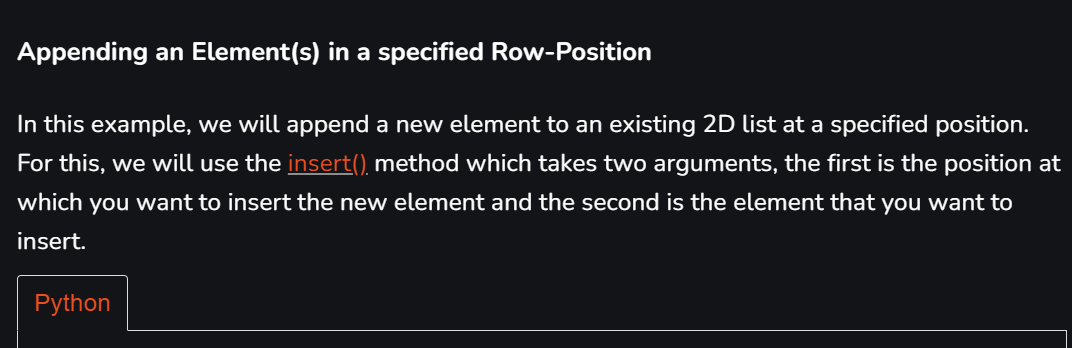 Appending an Element(s) in a specified Row-Position
In this example, we will append a new element to an existing 2D list at a specified position.
For this, we will use the insert() method which takes two arguments, the first is the position at
which you want to insert the new element and the second is the element that you want to
insert.
Python